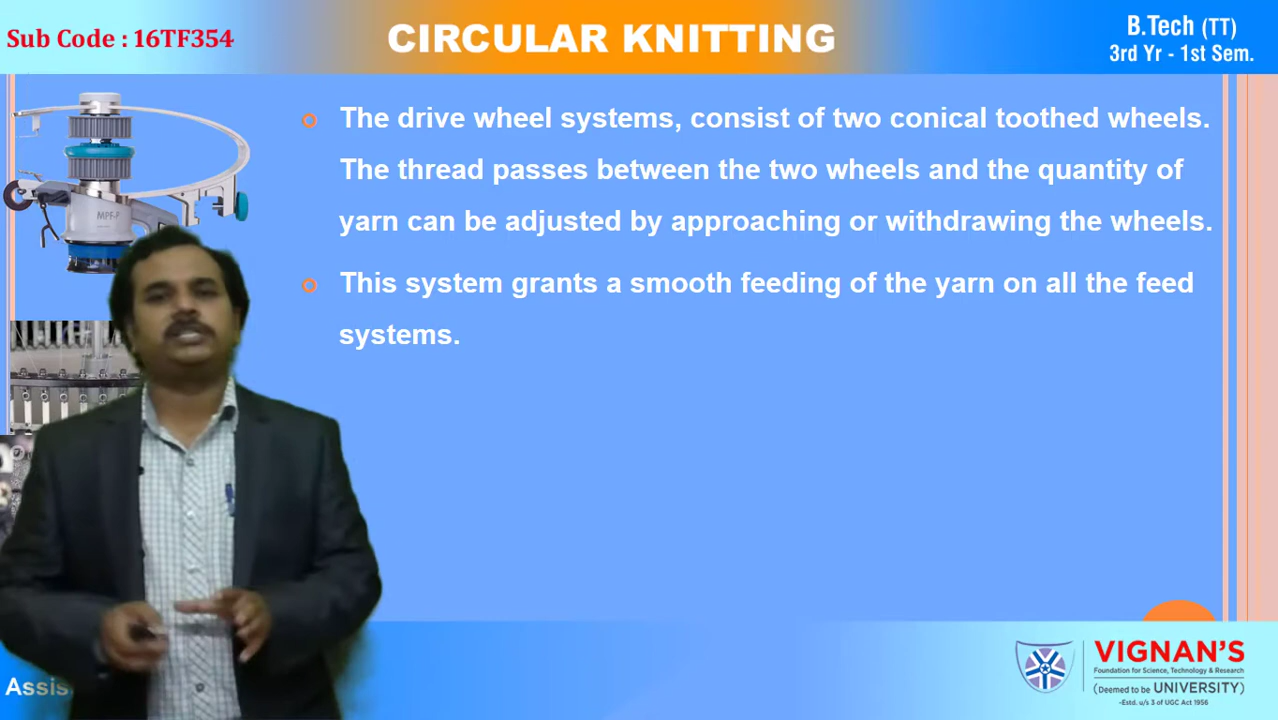 Sub Code : 16TF354
CIRCULAR KNITTING
B.Tech (TT)
3rd Yr - 1st Sem.
The drive wheel systems, consist of two conical toothed wheels.
The thread passes between the two wheels and the quantity of
yarn can be adjusted by approaching or withdrawing the wheels.
This system grants a smooth feeding of the yarn on all the feed
systems.
MPF-P
Assis
VIGNAN'S
Foundation for Science, Technology & Research
(Deemed to be UNIVERSITY)
-Estd. u/s 3 of UGC Act 1956